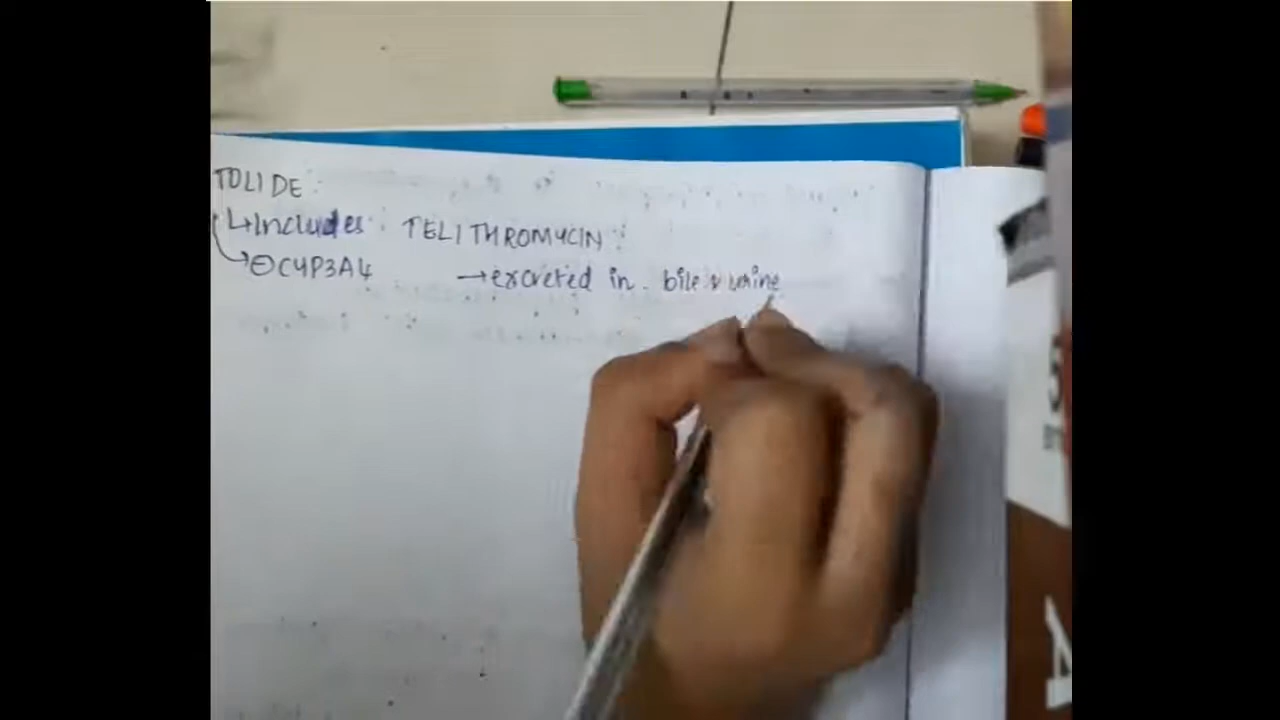 TOLIDE:
↳Includes: TELITHROMYCIN:
→⊖CYP3A4 →excreted in. bile & urine